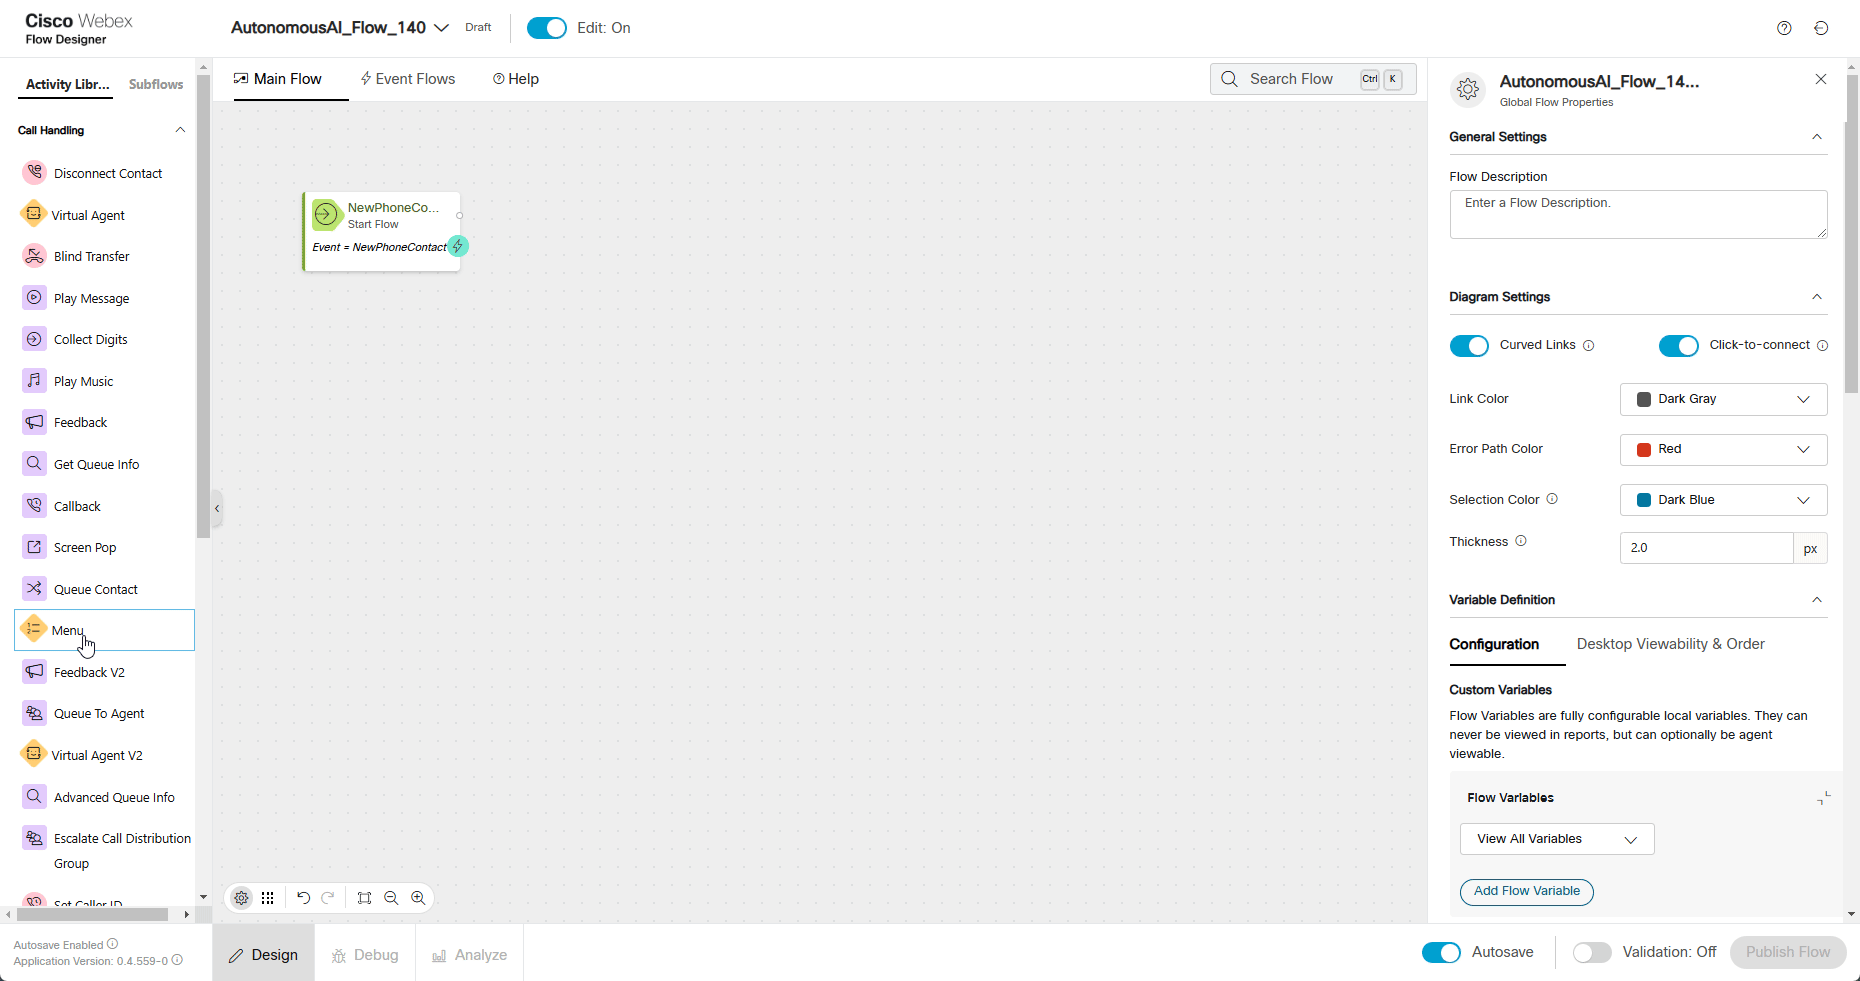 Cisco Webex
Flow Designer
AutonomousAI_Flow_140
Draft
Edit: On
Activity Libr...
Subflows
Call Handling
Disconnect Contact
Virtual Agent
Blind Transfer
Play Message
Collect Digits
Play Music
Feedback
Get Queue Info
Callback
Screen Pop
Queue Contact
Menu
Feedback V2
Queue To Agent
Virtual Agent V2
Advanced Queue Info
Escalate Call Distribution
Group
Set Caller ID
Autosave Enabled
Application Version: 0.4.559-0
Main Flow
Event Flows
Help
Search Flow
Ctrl
K
NewPhoneCo...
Start Flow
Event = NewPhoneContact
Design
Debug
Analyze
AutonomousAI_Flow_14...
Global Flow Properties
General Settings
Flow Description
Enter a Flow Description.
Diagram Settings
Curved Links
Click-to-connect
Link Color
Dark Gray
Error Path Color
Red
Selection Color
Dark Blue
Thickness
2.0
px
Variable Definition
Configuration
Desktop Viewability & Order
Custom Variables
Flow Variables are fully configurable local variables. They can
never be viewed in reports, but can optionally be agent
viewable.
Flow Variables
View All Variables
Add Flow Variable
Autosave
Validation: Off
Publish Flow